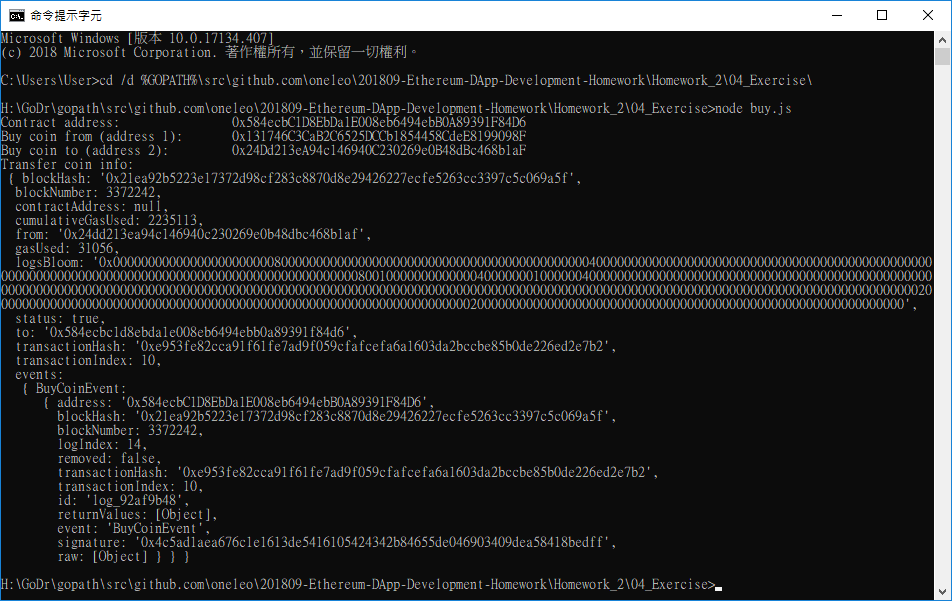 命令提示字元
Microsoft Windows [版本 10.0.17134.407]
(c) 2018 Microsoft Corporation. 著作權所有，並保留一切權利。
C:\Users\User>cd /d %GOPATH%\src\github.com\oneleo\201809-Ethereum-DApp-Development-Homework\Homework_2\04_Exercise\
H:\GoDr\gopath\src\github.com\oneleo\201809-Ethereum-DApp-Development-Homework\Homework_2\04_Exercise>node buy.js
Contract address:                0x584ecbC1D8EbDa1E008eb6494ebB0A89391F84D6
Buy coin from (address 1):       0x131746C3CaB2C6525DCCb1854458CdeE8199098F
Buy coin to (address 2):         0x24Dd213eA94c146940C230269e0B48dBc468b1aF
Transfer coin info:
 { blockHash: '0x21ea92b5223e17372d98cf283c8870d8e29426227ecfe5263cc3397c5c069a5f',
  blockNumber: 3372242,
  contractAddress: null,
  cumulativeGasUsed: 2235113,
  from: '0x24dd213ea94c146940c230269e0b48dbc468b1af',
  gasUsed: 31056,
  logsBloom:
  status: true,
  to: '0x584ecbc1d8ebda1e008eb6494ebb0a89391f84d6',
  transactionHash: '0xe953fe82cca91f61fe7ad9f059cfafcefa6a1603da2bccbe85b0de226ed2e7b2',
  transactionIndex: 10,
  events:
   { BuyCoinEvent:
      { address: '0x584ecbC1D8EbDa1E008eb6494ebB0A89391F84D6',
        blockHash: '0x21ea92b5223e17372d98cf283c8870d8e29426227ecfe5263cc3397c5c069a5f',
        blockNumber: 3372242,
        logIndex: 14,
        removed: false,
        transactionHash: '0xe953fe82cca91f61fe7ad9f059cfafcefa6a1603da2bccbe85b0de226ed2e7b2',
        transactionIndex: 10,
        id: 'log_92af9b48',
        returnValues: [Object],
        event: 'BuyCoinEvent',
        signature: '0x4c5ad1aea676c1e1613de5416105424342b84655de046903409dea58418bedff',
        raw: [Object] } } }
H:\GoDr\gopath\src\github.com\oneleo\201809-Ethereum-DApp-Development-Homework\Homework_2\04_Exercise>